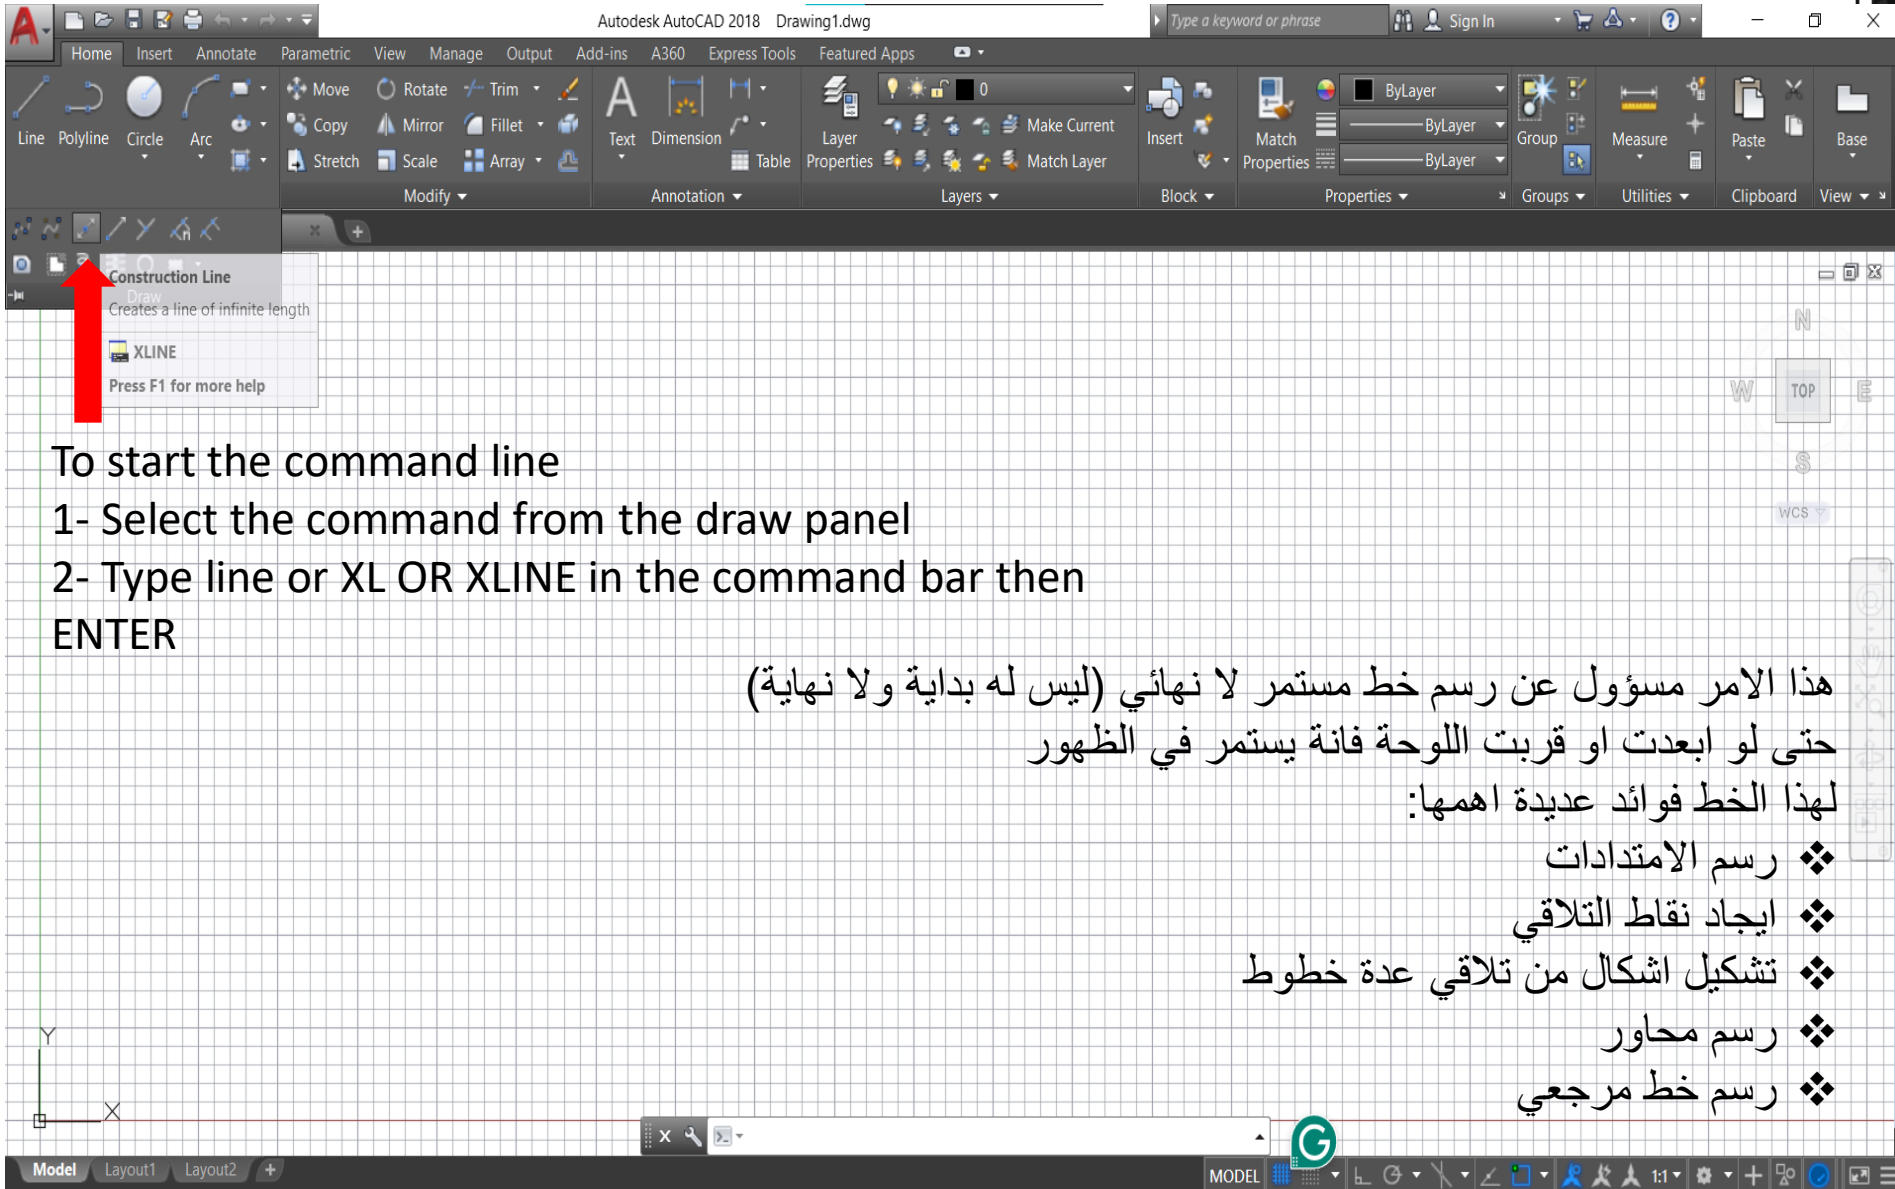 Autodesk AutoCAD 2018 Drawing1.dwg
Type a keyword or phrase
Sign In
Home Insert Annotate Parametric View Manage Output Add-ins A360 Express Tools Featured Apps
Line Polyline Circle Arc
Move Rotate Trim
Copy Mirror Fillet
Stretch Scale Array
Modify
Text Dimension
Table
Annotation
Layer Properties
0
Make Current
Match Layer
Layers
Insert
Block
Match Properties
ByLayer
ByLayer
ByLayer
Properties
Group
Groups
Measure
Utilities
Paste
Clipboard
Base
View
Draw
Construction Line
Creates a line of infinite length
XLINE
Press F1 for more help
N
W TOP E
S
WCS
To start the command line
1- Select the command from the draw panel
2- Type line or XL OR XLINE in the command bar then
ENTER
هذا الامر مسؤول عن رسم خط مستمر لا نهائي (ليس له بداية ولا نهاية)
حتى لو ابعدت او قربت اللوحة فانة يستمر في الظهور
لهذا الخط فوائد عديدة اهمها:
❖ رسم الامتدادات
❖ ايجاد نقاط التلاقي
❖ تشكيل اشكال من تلاقي عدة خطوط
❖ رسم محاور
❖ رسم خط مرجعي
Y
X
Model Layout1 Layout2
MODEL
1:1